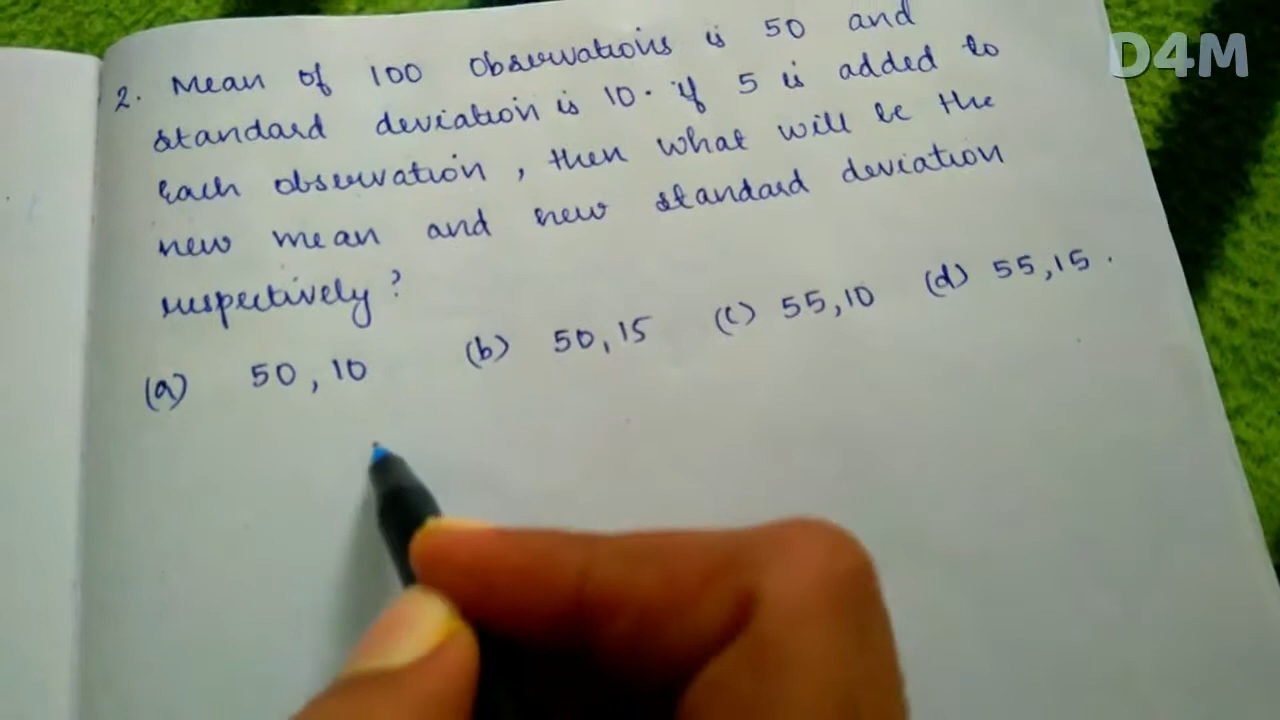 D4M
2. Mean of 100 observations is 50 and
standard deviation is 10. if 5 is added to
each observation, then what will be the
new mean and new standard deviation
respectively?
(a) 50, 10 (b) 50, 15 (c) 55, 10 (d) 55, 15.